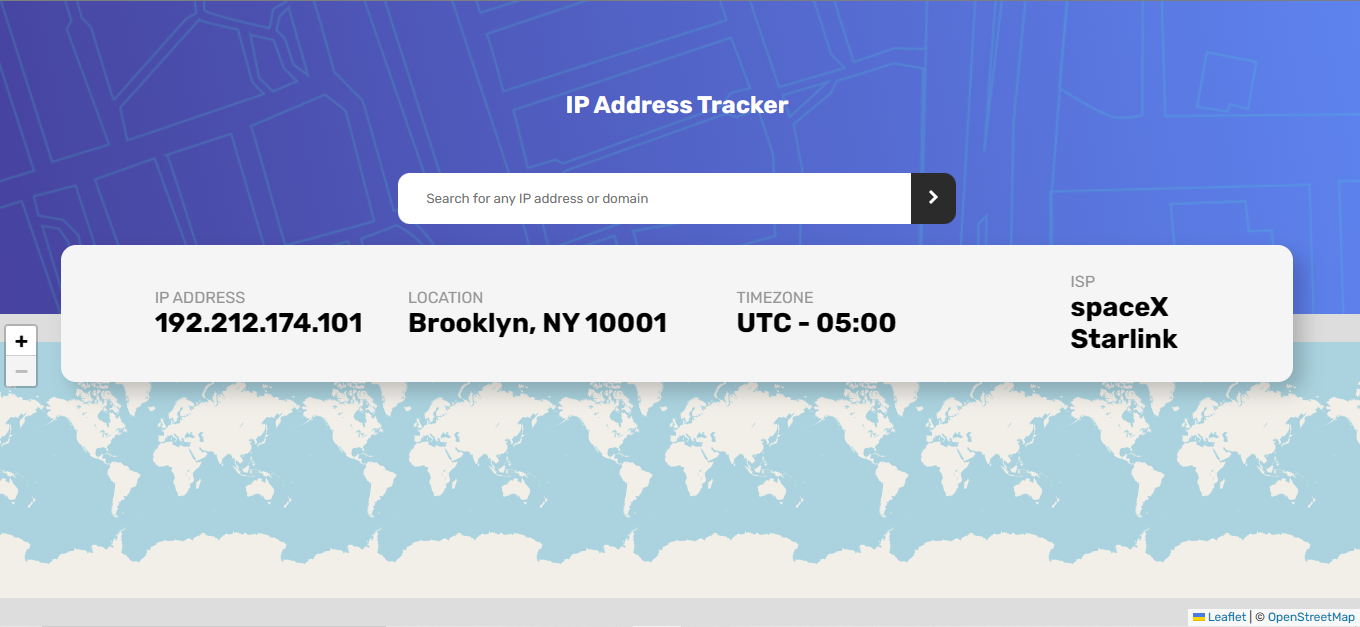 IP Address Tracker
Search for any IP address or domain
IP ADDRESS
192.212.174.101
LOCATION
Brooklyn, NY 10001
TIMEZONE
UTC - 05:00
ISP
spaceX
Starlink
+
−
Leaflet | © OpenStreetMap